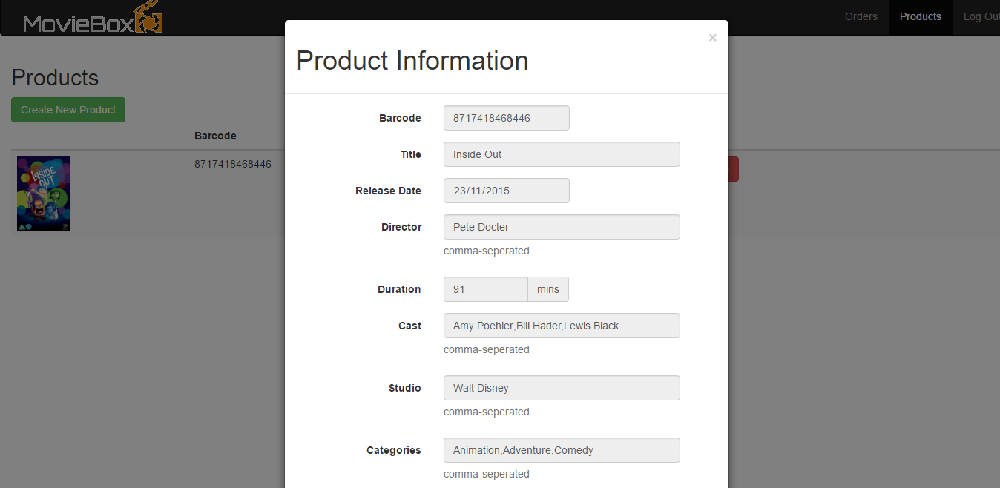 MovieBox
Orders
Products
Log Out
×
Product Information
Products
Create New Product
Barcode
8717418468446
INSIDE
OUT
Barcode 8717418468446
Title Inside Out
Release Date 23/11/2015
Director Pete Docter
comma-seperated
Duration 91 mins
Cast Amy Poehler,Bill Hader,Lewis Black
comma-seperated
Studio Walt Disney
comma-seperated
Categories Animation,Adventure,Comedy
comma-seperated